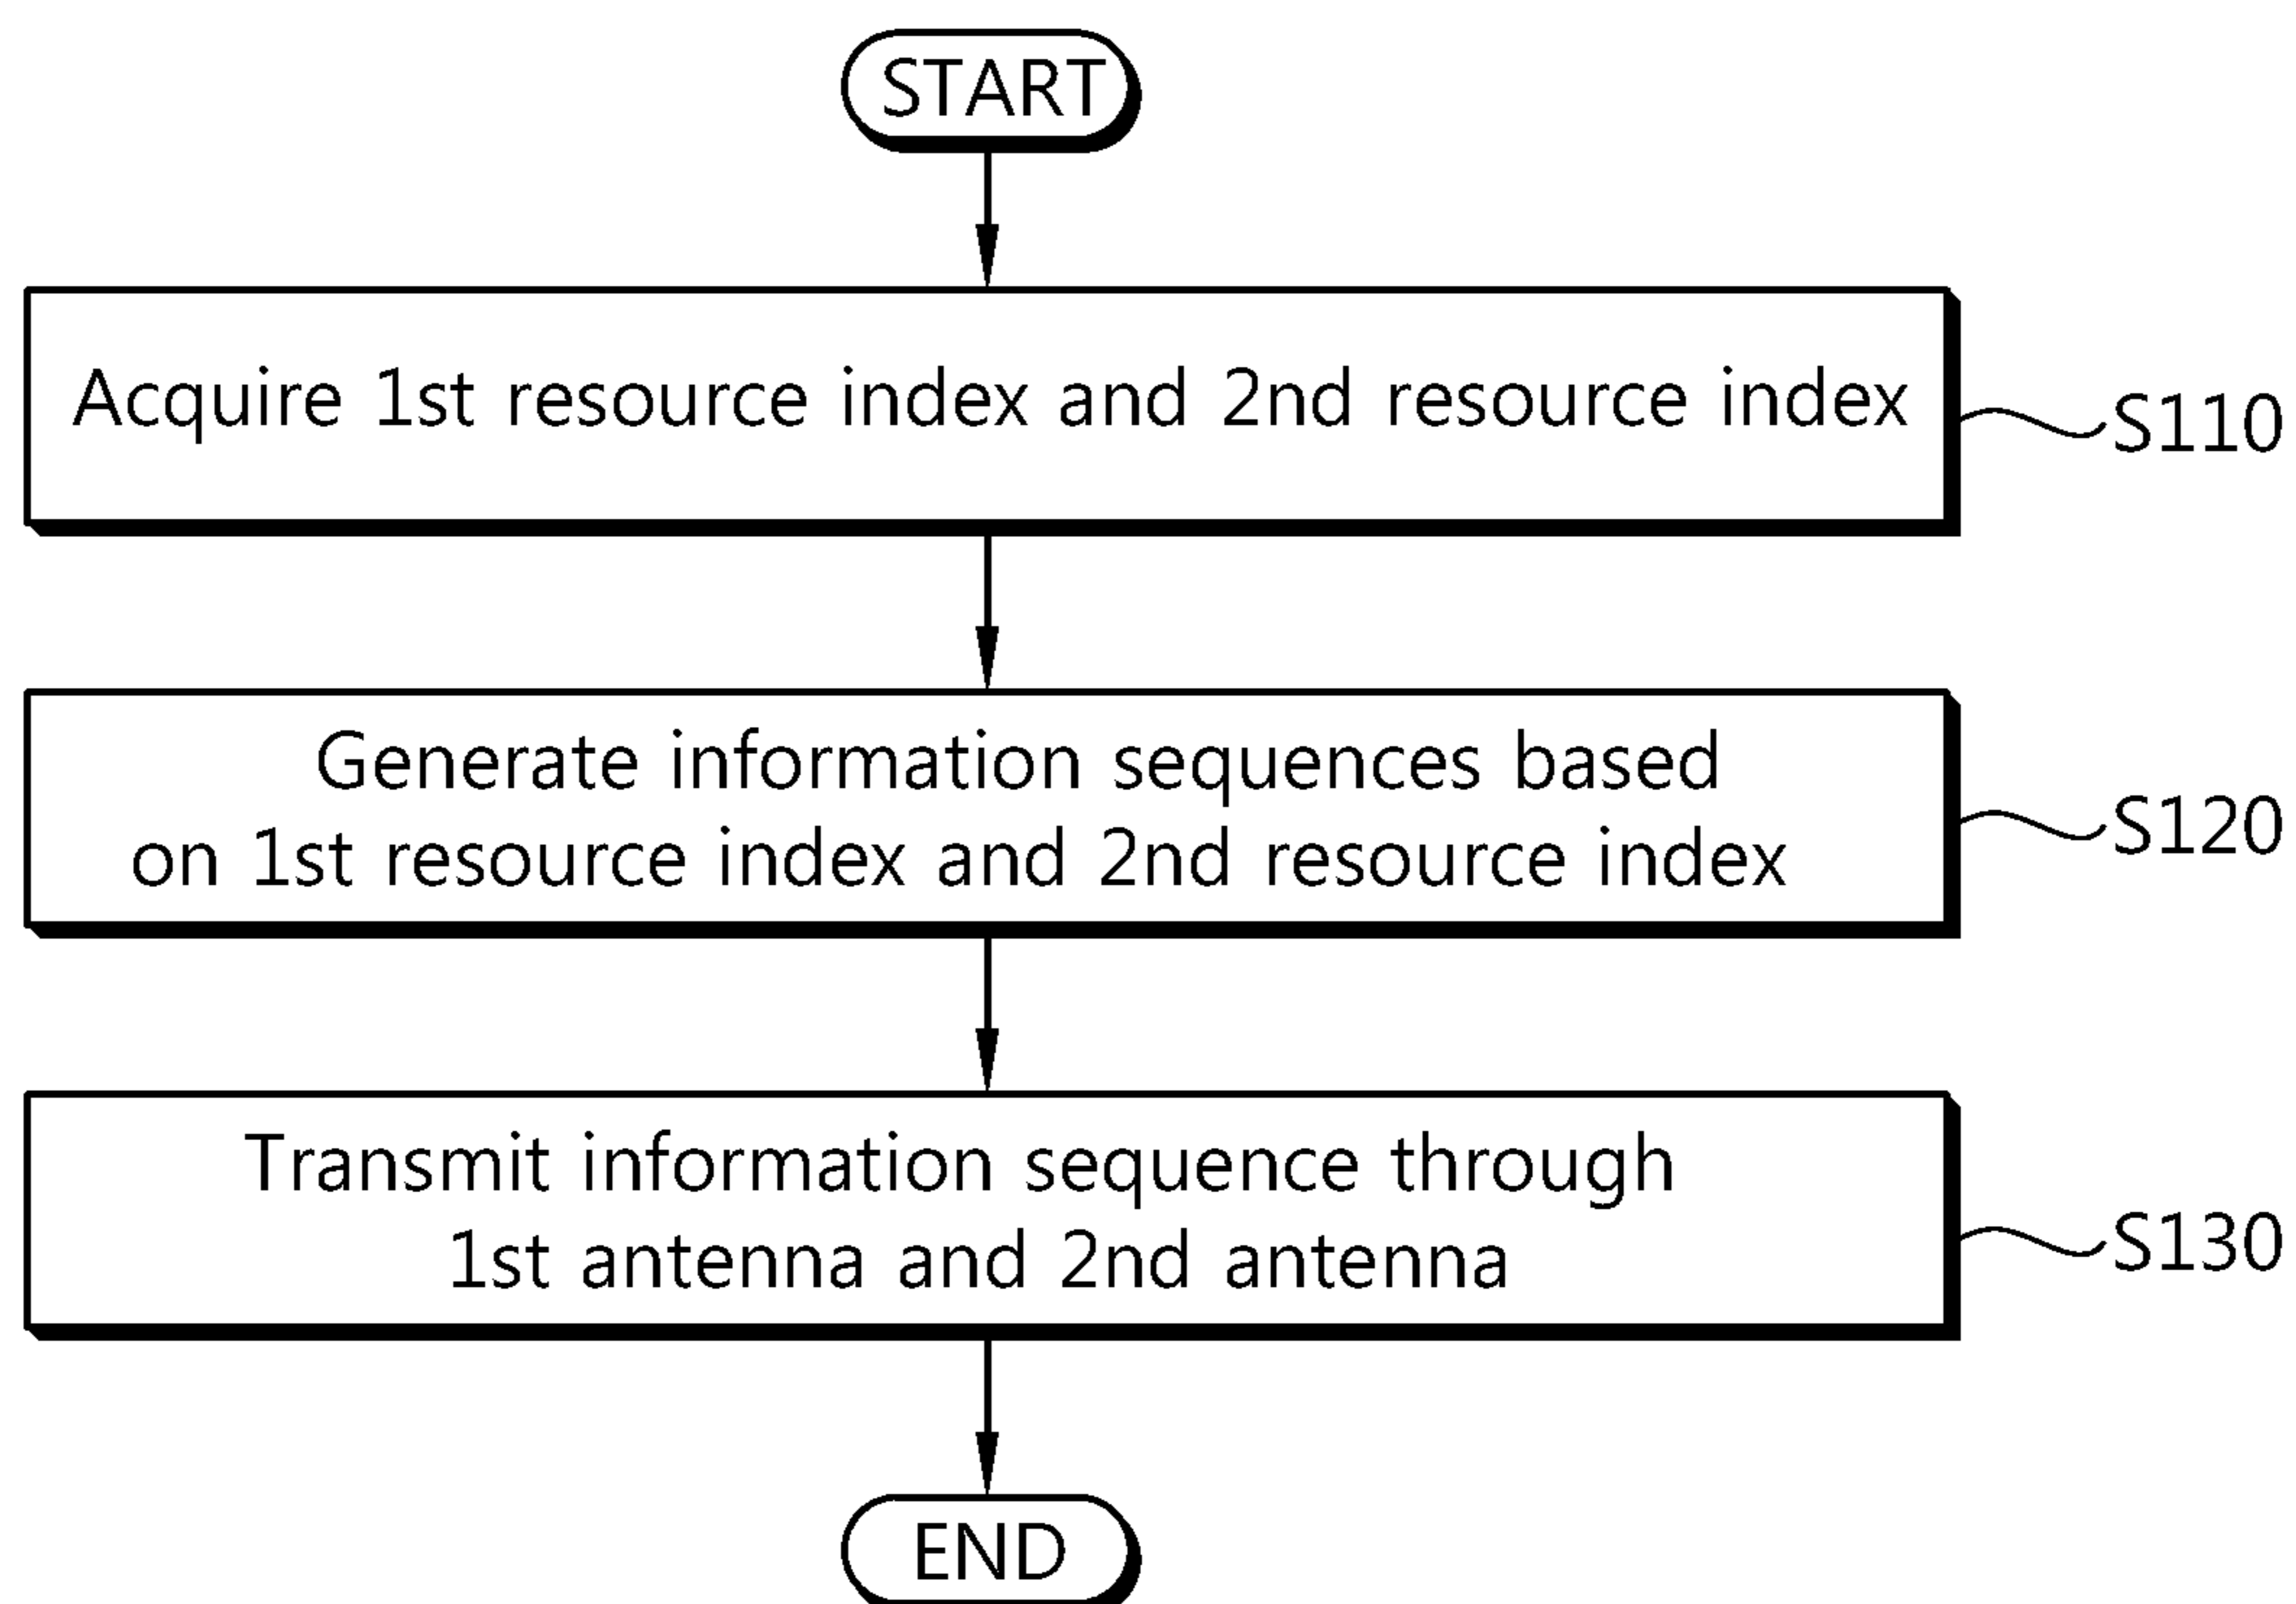 START
Acquire 1st resource index and 2nd resource index
S110
Generate information sequences based
on 1st resource index and 2nd resource index
S120
Transmit information sequence through
1st antenna and 2nd antenna
S130
END